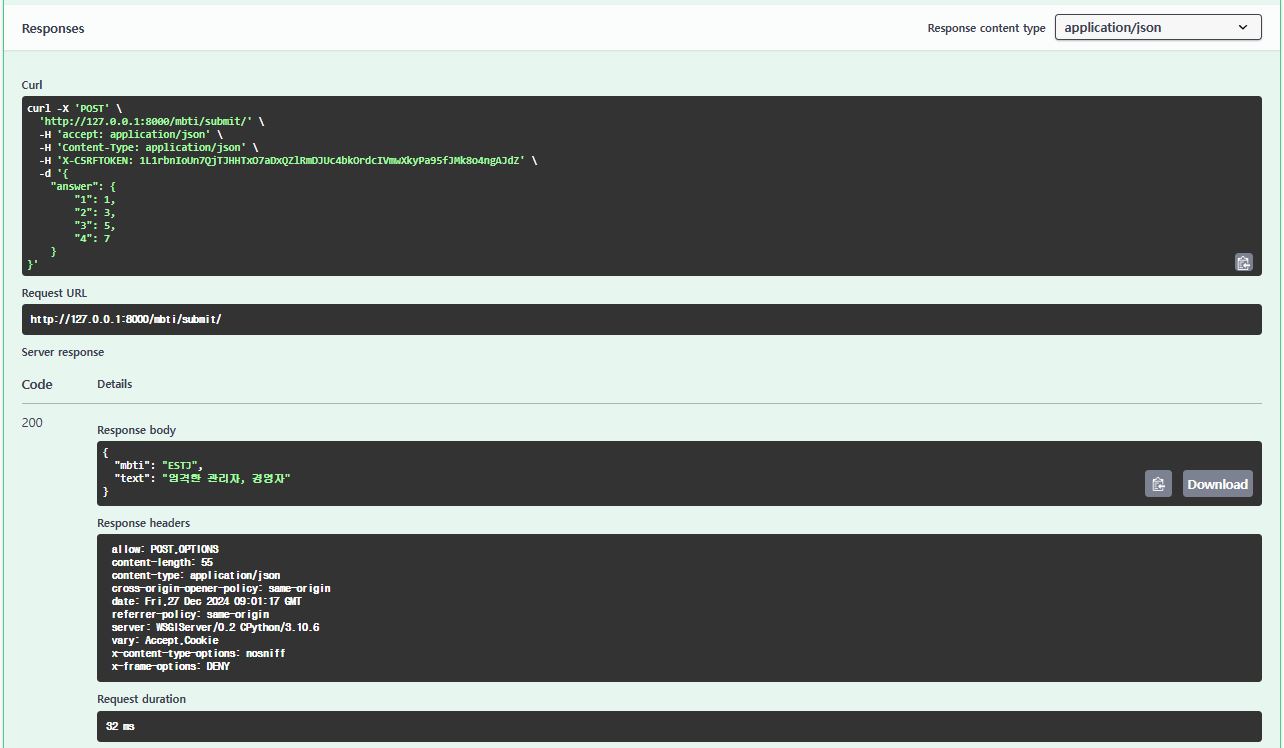 Responses
Response content type
application/json
Curl
curl -X 'POST' \
'http://127.0.0.1:8000/mbti/submit/' \
-H 'accept: application/json' \
-H 'Content-Type: application/json' \
-H 'X-CSRFTOKEN: 1L1rbnIoUn7QjTJHHTxO7aDxQZlRmDJUc4bkOrdcIVmwXkyPa95fJMk8o4ngAJdZ' \
-d '{
"answer": {
"1": 1,
"2": 3,
"3": 5,
"4": 7
}
}'
Request URL
http://127.0.0.1:8000/mbti/submit/
Server response
Code Details
200
Response body
{
"mbti": "ESTJ",
"text": "엄격한 관리자, 경영자"
}
Download
Response headers
allow: POST,OPTIONS
content-length: 55
content-type: application/json
cross-origin-opener-policy: same-origin
date: Fri,27 Dec 2024 09:01:17 GMT
referrer-policy: same-origin
server: WSGIServer/0.2 CPython/3.10.6
vary: Accept,Cookie
x-content-type-options: nosniff
x-frame-options: DENY
Request duration
32 ms